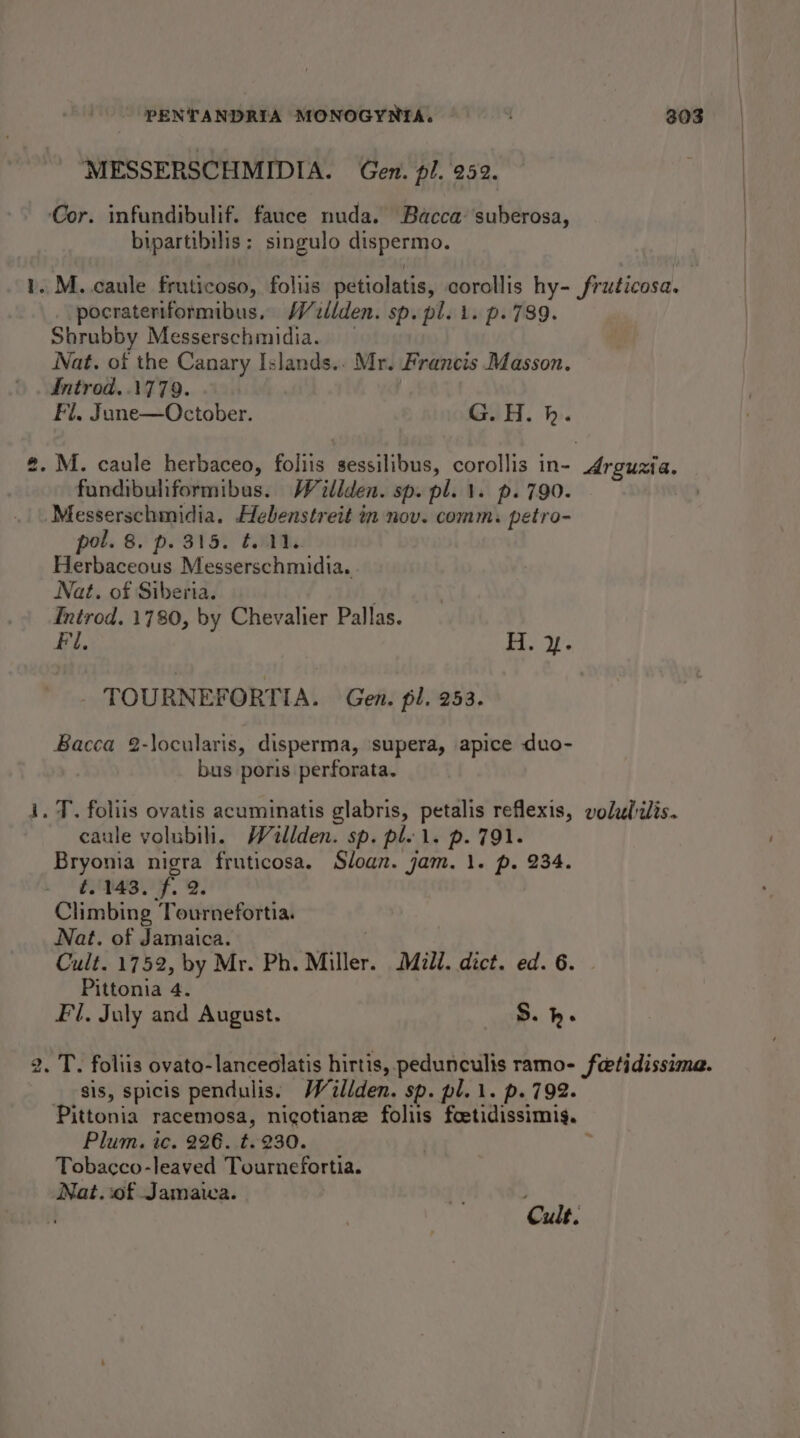 PENTANDRIA MONOGYNIA. 303
MESSERSCHMIDIA. Gen. pl. 252.
Cor. infundibulif. fauce nuda. Bacca suberosa,
bipartibilis: singulo dispermo.
1. M. caule fruticoso, foliis petiolatis, corollis hy- fruticosa.
pocrateriformibus. Willden. sp. pl. 1. p. 789.
Shrubby Messerschmidia.
Nat. of the Canary Islands. Mr. Francis Masson.
Introd. 1779.
Fl. June—October. G. H. ♄.
2. M. caule herbaceo, foliis sessilibus, corollis in- Arguzia.
fundibuliformibus. Willden. sp. pl. 1. p. 790.
Messerschmidia. Hebenstreit in nov. comm. petro-
pol. 8. p. 315. t. 11.
Herbaceous Messerschmidia.
Nat. of Siberia.
Introd. 1780, by Chevalier Pallas.
Fl. H. ♃.
TOURNEFORTIA. Gen. pl. 253.
Bacca 2-locularis, disperma, supera, apice duo-
bus poris perforata.
1. T. foliis ovatis acuminatis glabris, petalis reflexis, volubilis.
caule volubili. Willden. sp. pl. 1. p. 791.
Bryonia nigra fruticosa. Sloan. jam. 1. p. 234.
t. 143. f. 2.
Climbing Tournefortia.
Nat. of Jamaica.
Cult. 1752, by Mr. Ph. Miller. Mill. dict. ed. 6.
Pittonia 4.
Fl. July and August. S. ♄.
2. T. foliis ovato-lanceolatis hirtis, pedunculis ramo- fœtidissima.
sis, spicis pendulis. Willden. sp. pl. 1. p. 792.
Pittonia racemosa, nicotianæ foliis fœtidissimis.
Plum. ic. 226. t. 230.
Tobacco-leaved Tournefortia.
Nat. of Jamaica.
Cult.